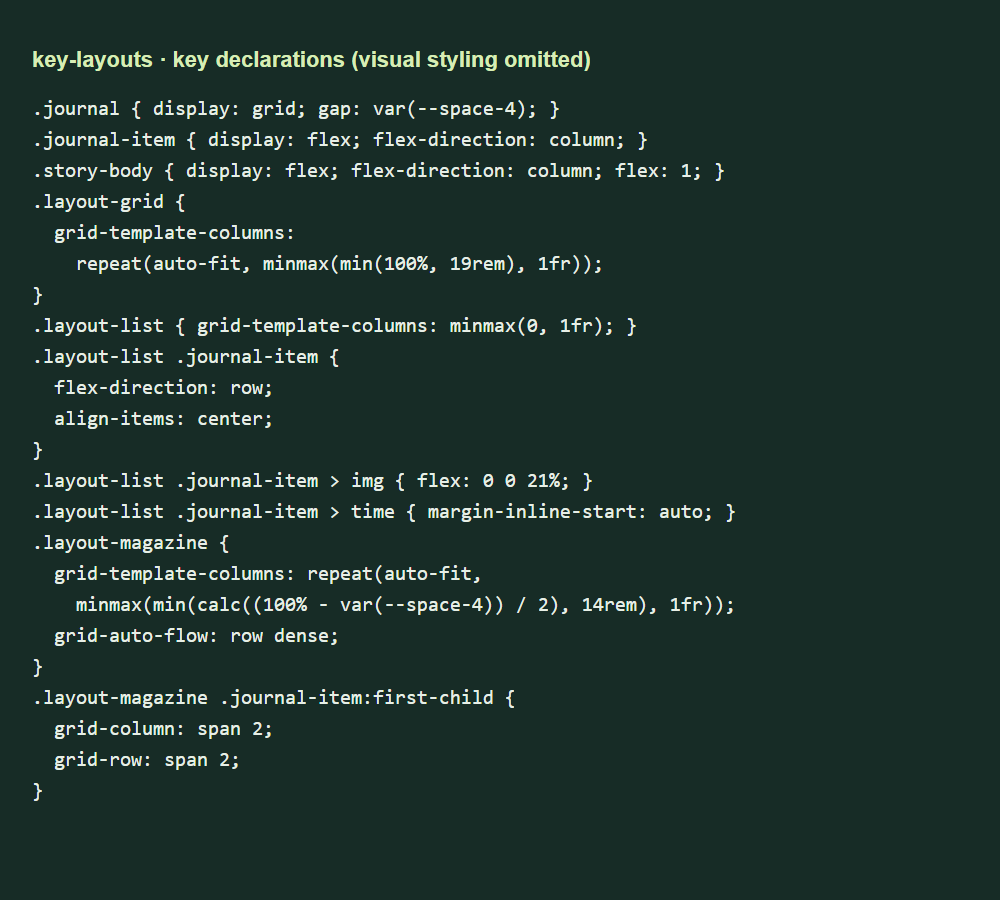 key-layouts · key declarations (visual styling omitted)
.journal { display: grid; gap: var(--space-4); }
.journal-item { display: flex; flex-direction: column; }
.story-body { display: flex; flex-direction: column; flex: 1; }
.layout-grid {
  grid-template-columns:
    repeat(auto-fit, minmax(min(100%, 19rem), 1fr));
}
.layout-list { grid-template-columns: minmax(0, 1fr); }
.layout-list .journal-item {
  flex-direction: row;
  align-items: center;
}
.layout-list .journal-item > img { flex: 0 0 21%; }
.layout-list .journal-item > time { margin-inline-start: auto; }
.layout-magazine {
  grid-template-columns: repeat(auto-fit,
    minmax(min(calc((100% - var(--space-4)) / 2), 14rem), 1fr));
  grid-auto-flow: row dense;
}
.layout-magazine .journal-item:first-child {
  grid-column: span 2;
  grid-row: span 2;
}